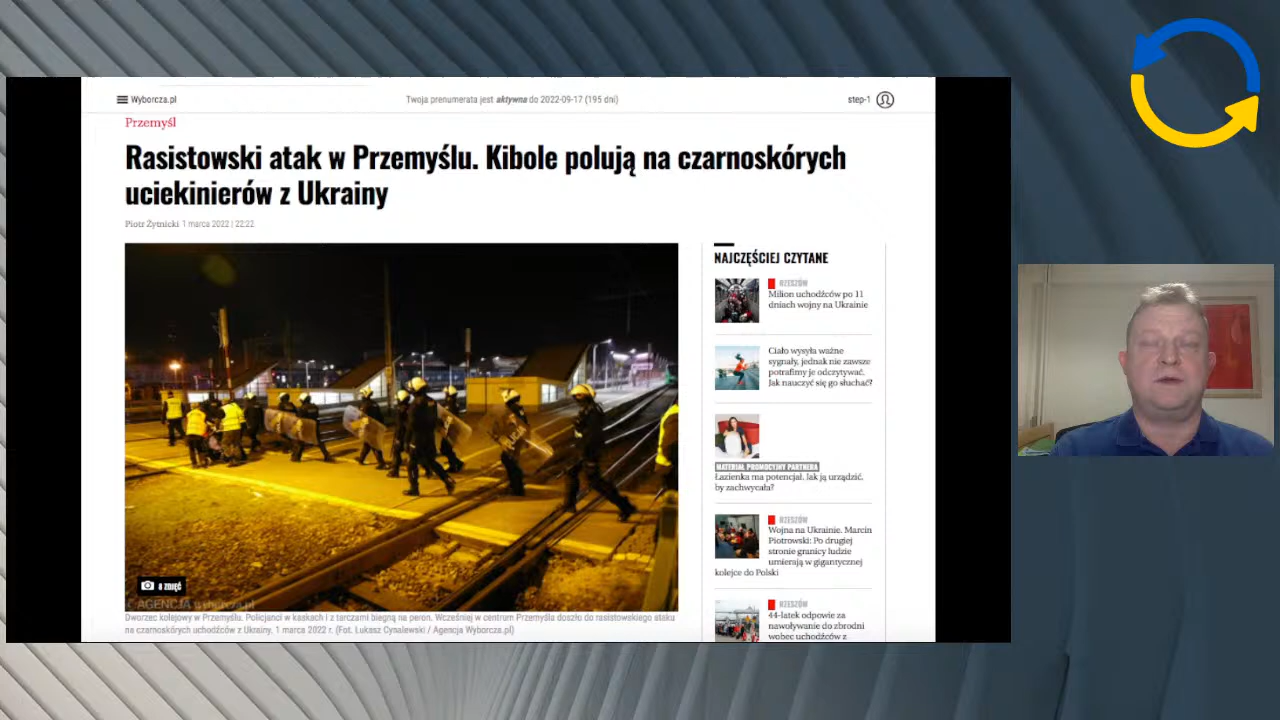 Wyborcza.pl
Twoja prenumerata jest aktywna do 2022-09-17 (195 dni)
step-1
Przemyśl
Rasistowski atak w Przemyślu. Kibole polują na czarnoskórych
uciekinierów z Ukrainy
Piotr Żytnicki 1 marca 2022 | 22:22
POLICJA
8 ZDJĘĆ
Dworzec kolejowy w Przemyślu. Policjanci w kaskach i z tarczami biegną na peron. Wcześniej w centrum Przemyśla doszło do rasistowskiego ataku
na czarnoskórych uchodźców z Ukrainy. 1 marca 2022 r. (Fot. Łukasz Cynalewski / Agencja Wyborcza.pl)
NAJCZĘŚCIEJ CZYTANE
RZESZÓW
Milion uchodźców po 11
dniach wojny na Ukrainie
Ciało wysyła ważne
sygnały, jednak nie zawsze
potrafimy je odczytywać.
Jak nauczyć się go słuchać?
MATERIAŁ PROMOCYJNY PARTNERA
Łazienka ma potencjał. Jak ją urządzić,
by zachwycała?
RZESZÓW
Wojna na Ukrainie. Marcin
Piotrowski: Po drugiej
stronie granicy ludzie
umierają w gigantycznej
kolejce do Polski
RZESZÓW
44-latek odpowie za
nawoływanie do zbrodni
wobec uchodźców z